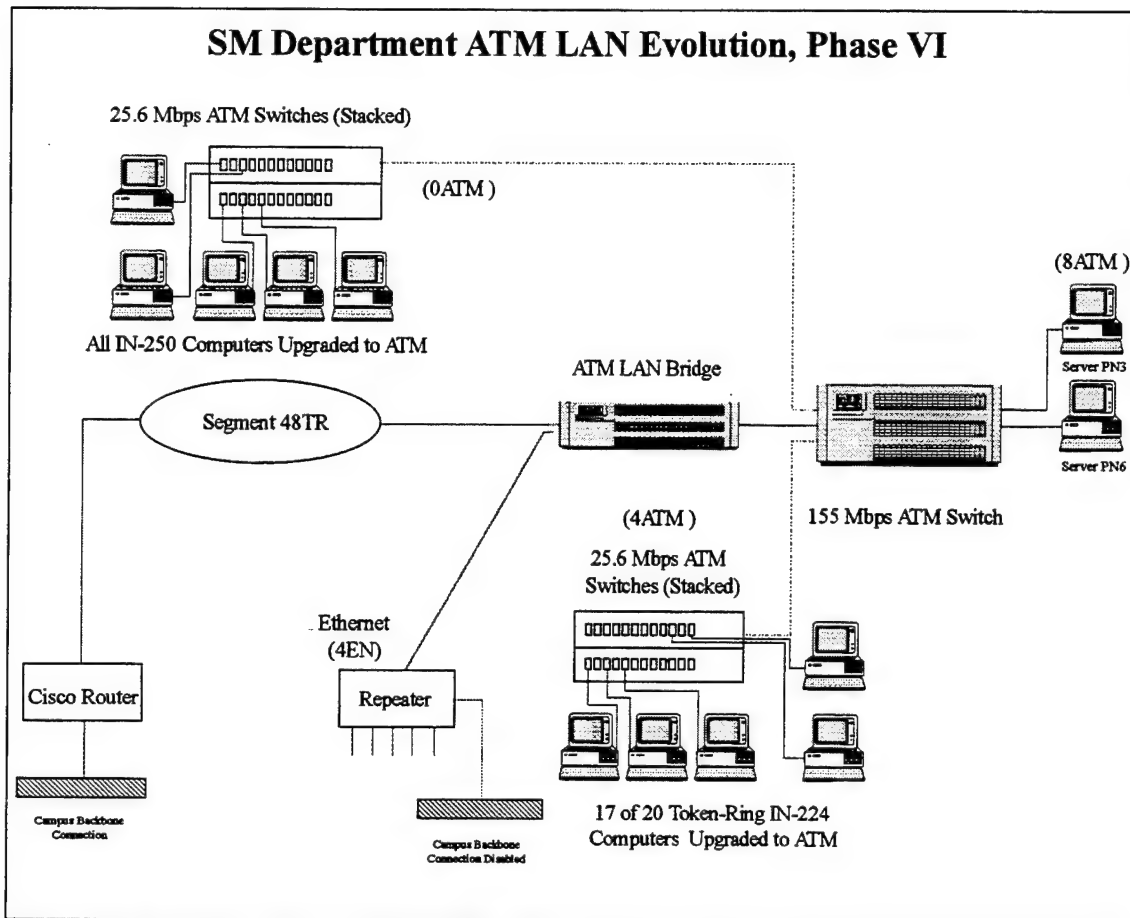 SM Department ATM LAN Evolution, Phase VI
25.6 Mbps ATM Switches (Stacked)
(0ATM )
(8ATM )
Server PN3
Server PN6
All IN-250 Computers Upgraded to ATM
ATM LAN Bridge
Segment 48TR
155 Mbps ATM Switch
(4ATM )
25.6 Mbps ATM
Switches (Stacked)
Ethernet
(4EN)
Cisco Router
Repeater
Campus Backbone
Connection
Campus Backbone
Connection Disabled
17 of 20 Token-Ring IN-224
Computers Upgraded to ATM